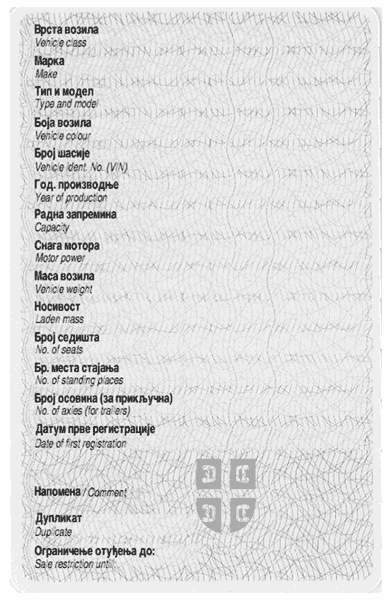 Врста возила
Vehicle class
Марка
Make
Тип и модел
Type and model
Боја возила
Vehicle colour
Број шасије
Vehicle ident. No. (VIN)
Год. производње
Year of production
Радна запремина
Capacity
Снага мотора
Motor power
Маса возила
Vehicle weight
Носивост
Laden mass
Број седишта
No. of seats
Бр. места стајања
No. of standing places
Број осовина (за прикључна)
No. of axies (for trailers)
Датум прве регистрације
Date of first registration
Напомена / Comment
Дупликат
Duplicate
Ограничење отуђења до:
Sale restriction until: